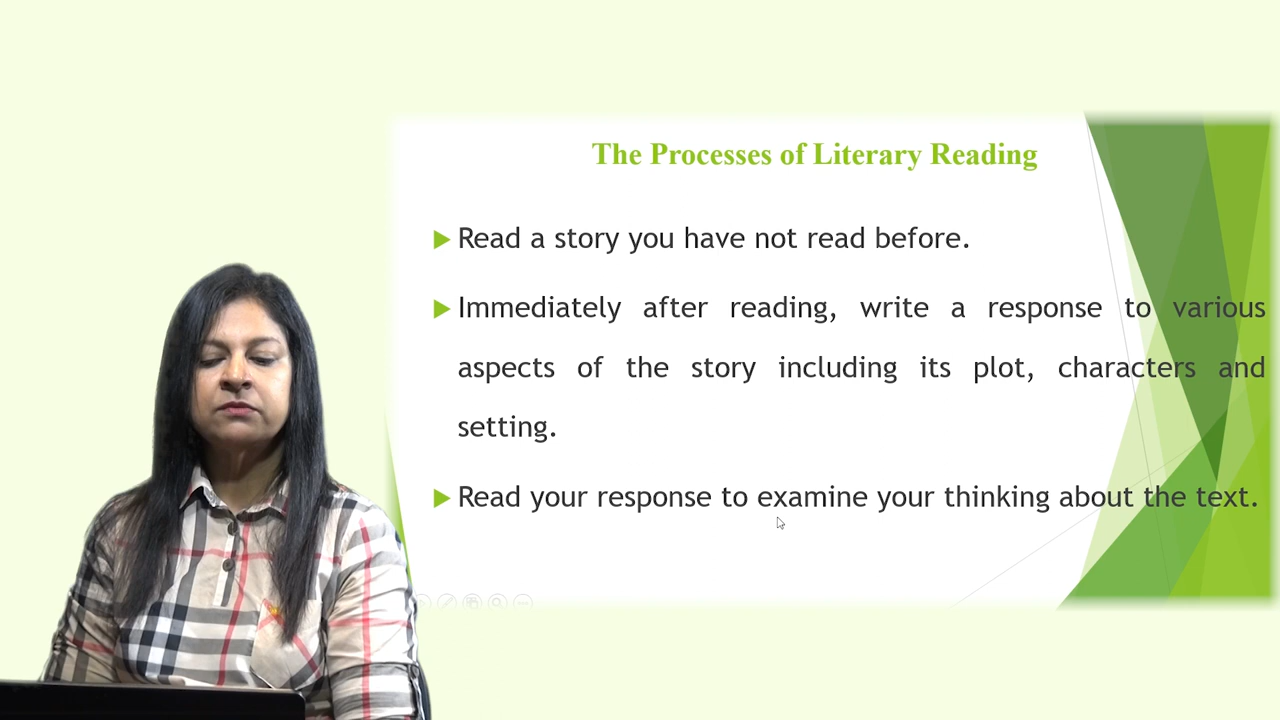 The Processes of Literary Reading
Read a story you have not read before.
Immediately after reading, write a response to various
aspects of the story including its plot, characters and
setting.
Read your response to examine your thinking about the text.